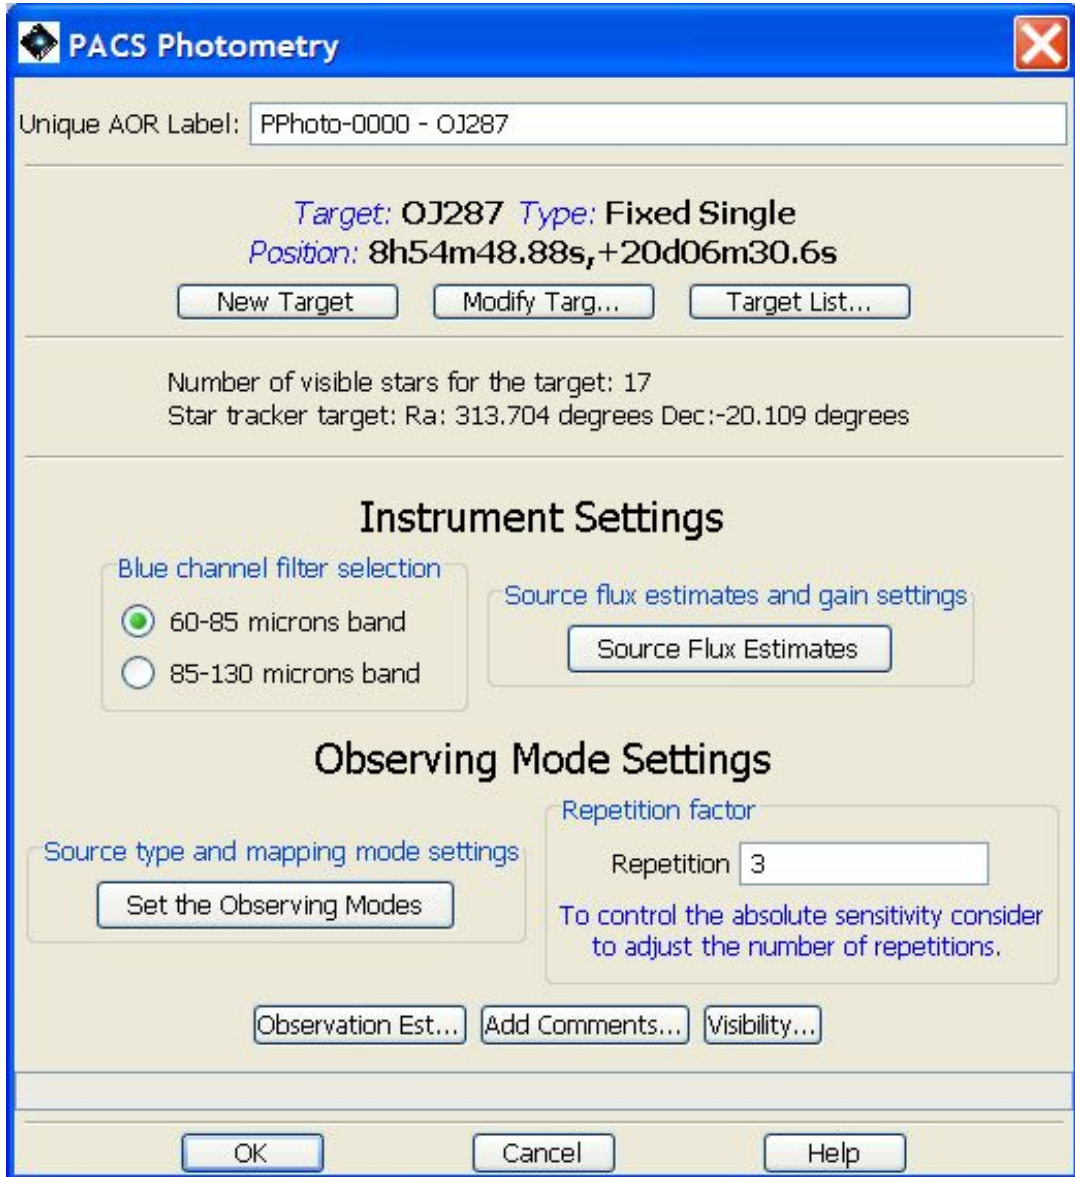 PACS Photometry
Unique AOR Label: PPhoto-0000 - OJ287
Target: OJ287 Type: Fixed Single
Position: 8h54m48.88s,+20d06m30.6s
New Target Modify Targ... Target List...
Number of visible stars for the target: 17
Star tracker target: Ra: 313.704 degrees Dec:-20.109 degrees
Instrument Settings
Blue channel filter selection
60-85 microns band
85-130 microns band
Source flux estimates and gain settings
Source Flux Estimates
Observing Mode Settings
Source type and mapping mode settings
Set the Observing Modes
Repetition factor
Repetition 3
To control the absolute sensitivity consider
to adjust the number of repetitions.
Observation Est... Add Comments... Visibility...
OK Cancel Help